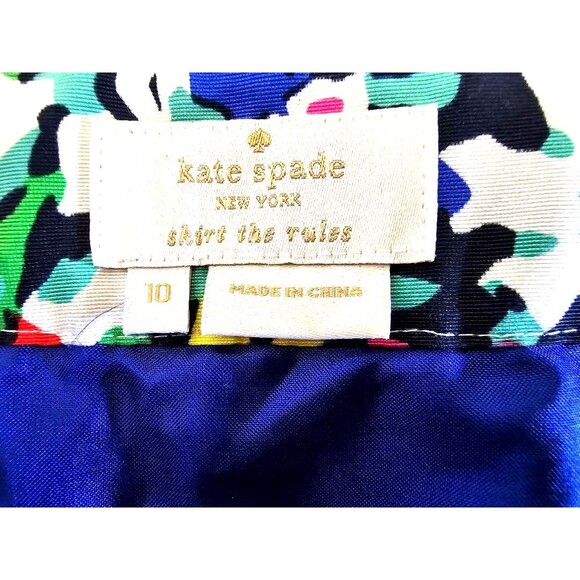 kate spade
NEW YORK
skirt the rules
10
MADE IN CHINA